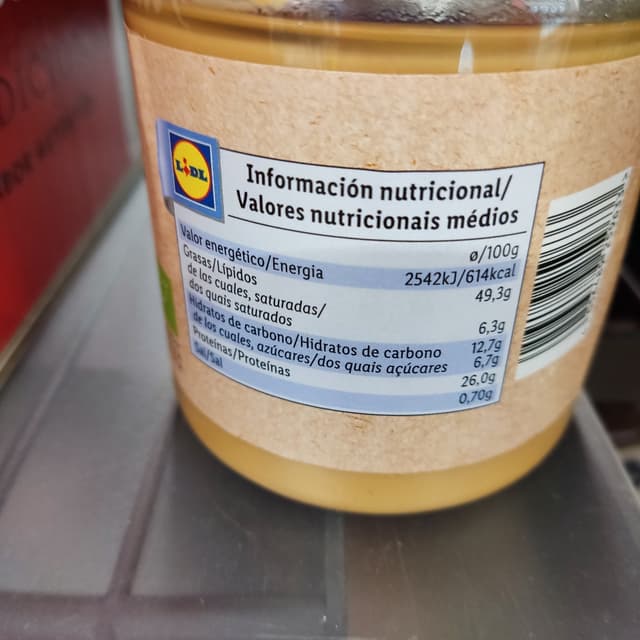 LIDL
Información nutricional/
Valores nutricionais médios
ø/100g
Valor energético/Energia 2542kJ/614kcal
Grasas/Lípidos 49,3g
de las cuales, saturadas/
dos quais saturados 6,3g
Hidratos de carbono/Hidratos de carbono 12,7g
de los cuales, azúcares/dos quais açúcares 6,7g
Proteínas/Proteínas 26,0g
Sal/Sal 0,70g